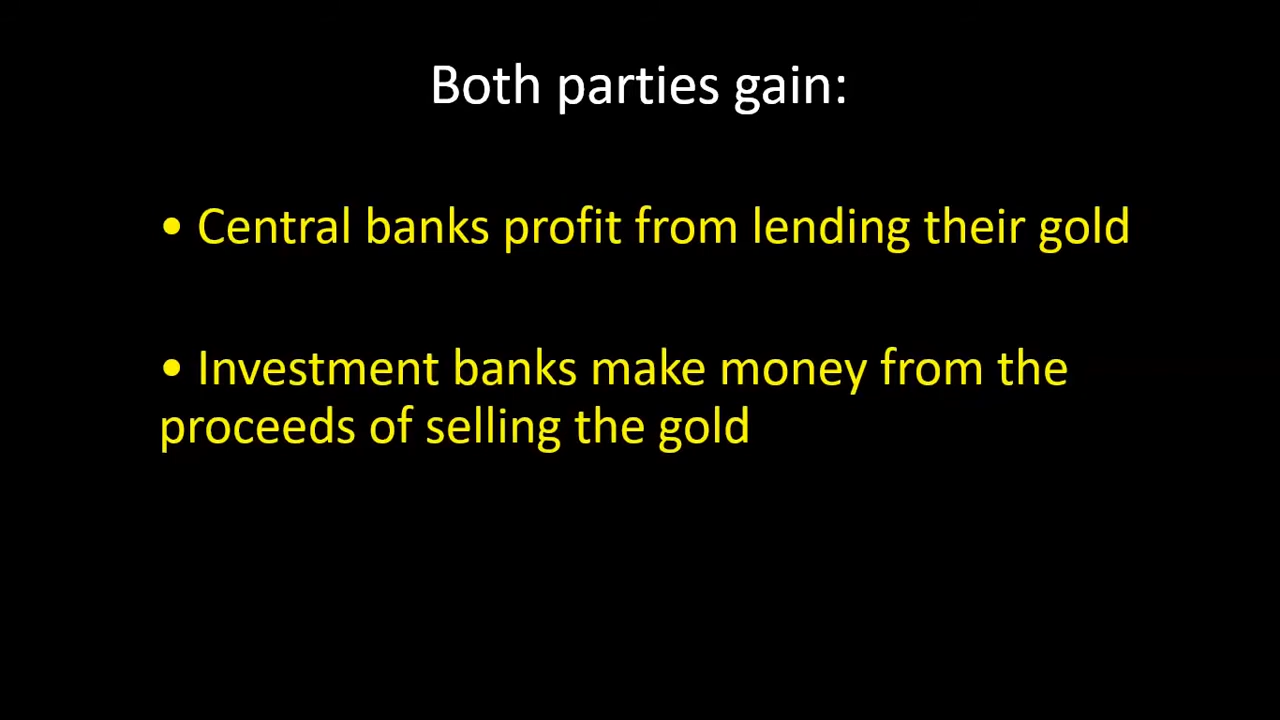 Both parties gain:
• Central banks profit from lending their gold
• Investment banks make money from the
proceeds of selling the gold